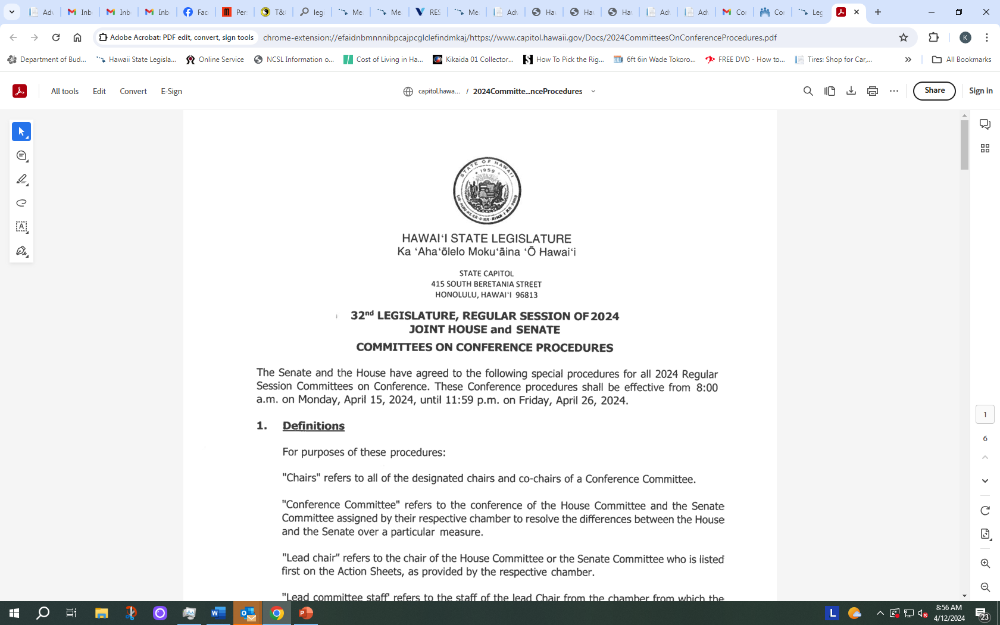 Adv
Inb
Inb
Inb
Fac
Per
T&
legi
Me
Me
RES
Me
Adv
Hav
Hav
Hav
Adv
Adv
Cor
Cor
Leg
Adobe Acrobat: PDF edit, convert, sign tools
chrome-extension://efaidnbmnnnibpcajpcglclefindmkaj/https://www.capitol.hawaii.gov/Docs/2024CommitteesOnConferenceProcedures.pdf
K
Department of Bud...
Hawaii State Legisla...
Online Service
NCSL Information o...
Cost of Living in Ha...
Kikaida 01 Collector...
How To Pick the Rig...
6ft 6in Wade Tokoro...
FREE DVD - How to...
Tires: Shop for Car,...
All Bookmarks
All tools
Edit
Convert
E-Sign
capitol.hawa... / 2024Committe...nceProcedures
Share
Sign in
STATE OF HAWAII
1959
HAWAIʻI STATE LEGISLATURE
Ka ʻAhaʻōlelo Mokuʻāina ʻŌ Hawaiʻi
STATE CAPITOL
415 SOUTH BERETANIA STREET
HONOLULU, HAWAIʻI 96813
32nd LEGISLATURE, REGULAR SESSION OF 2024
JOINT HOUSE and SENATE
COMMITTEES ON CONFERENCE PROCEDURES
The Senate and the House have agreed to the following special procedures for all 2024 Regular
Session Committees on Conference. These Conference procedures shall be effective from 8:00
a.m. on Monday, April 15, 2024, until 11:59 p.m. on Friday, April 26, 2024.
1. Definitions
For purposes of these procedures:
"Chairs" refers to all of the designated chairs and co-chairs of a Conference Committee.
"Conference Committee" refers to the conference of the House Committee and the Senate
Committee assigned by their respective chamber to resolve the differences between the House
and the Senate over a particular measure.
"Lead chair" refers to the chair of the House Committee or the Senate Committee who is listed
first on the Action Sheets, as provided by the respective chamber.
"Lead committee staff' refers to the staff of the lead Chair from the chamber from which the
1
6
L
8:56 AM
4/12/2024
23